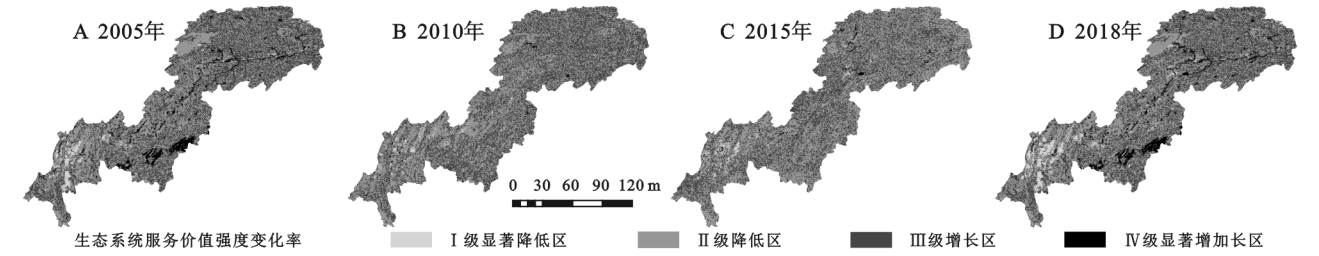 A 2005年 B 2010年 C 2015年 D 2018年
0 30 60 90 120 m
生态系统服务价值强度变化率 Ⅰ级显著降低区 Ⅱ级降低区 Ⅲ级增长区 Ⅳ级显著增加长区